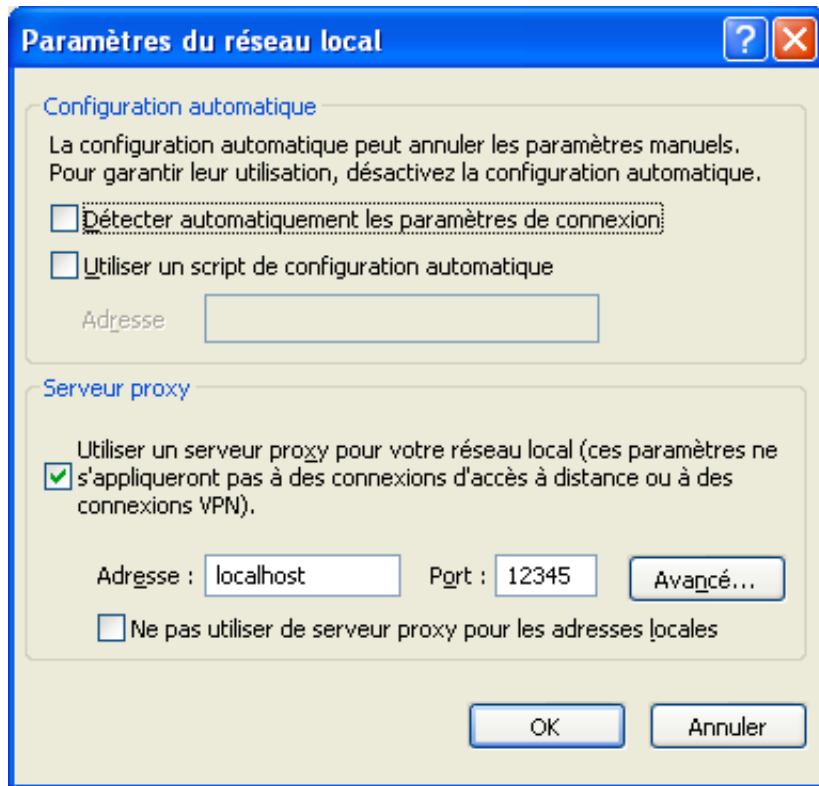 Paramètres du réseau local
Configuration automatique
La configuration automatique peut annuler les paramètres manuels.
Pour garantir leur utilisation, désactivez la configuration automatique.
Détecter automatiquement les paramètres de connexion
Utiliser un script de configuration automatique
Adresse
Serveur proxy
Utiliser un serveur proxy pour votre réseau local (ces paramètres ne
s'appliqueront pas à des connexions d'accès à distance ou à des
connexions VPN).
Adresse : localhost Port : 12345 Avancé...
Ne pas utiliser de serveur proxy pour les adresses locales
OK Annuler